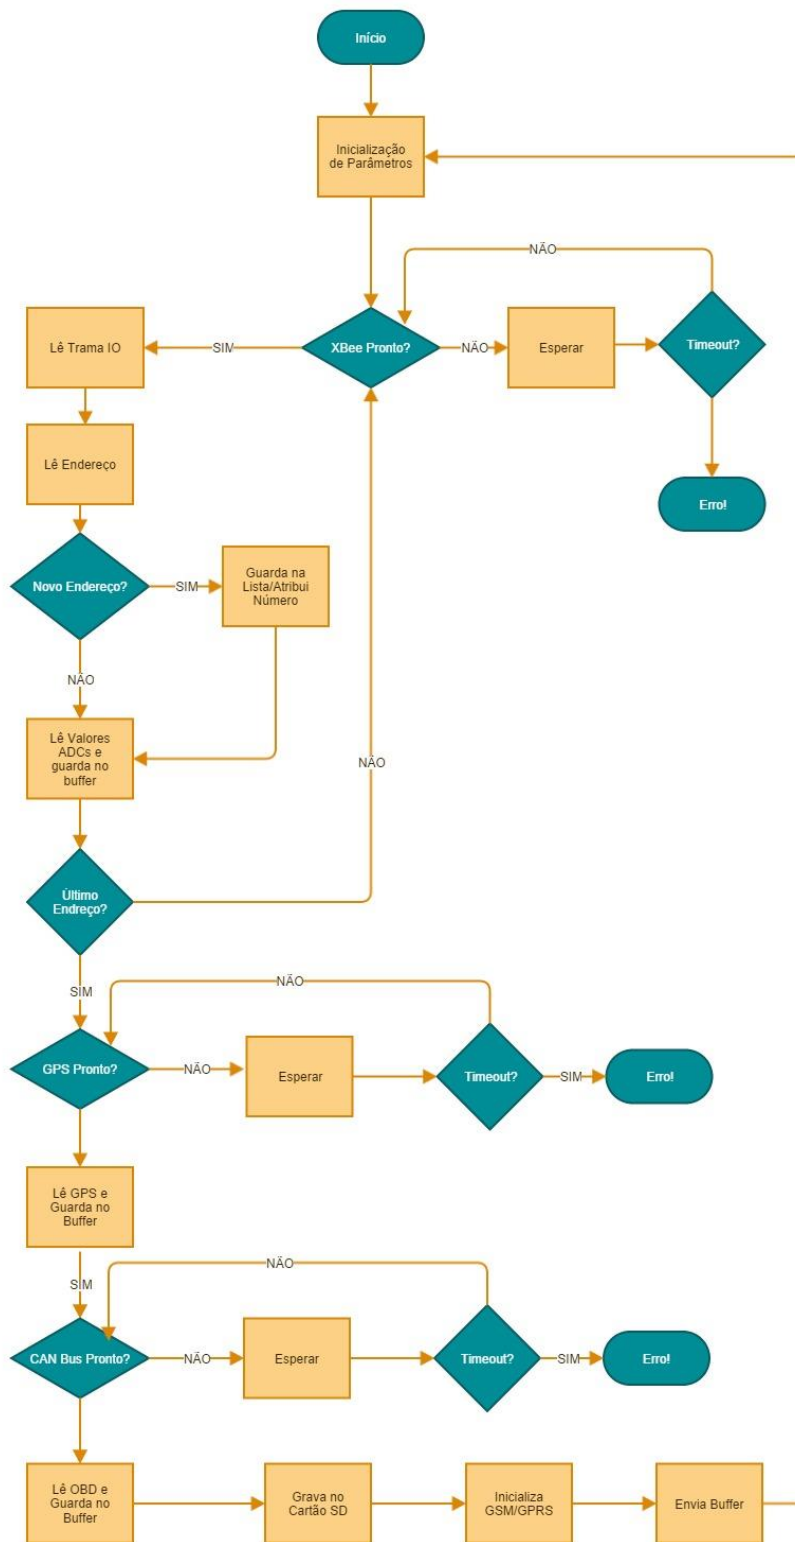 Início
Inicialização
de Parâmetros
NÃO
Lê Trama IO
SIM
XBee Pronto?
NÃO
Esperar
Timeout?
Lê Endereço
Erro!
Novo Endereço?
SIM
Guarda na
Lista/Atribui
Número
NÃO
Lê Valores
ADCs e
guarda no
buffer
NÃO
Último
Endreço?
SIM
NÃO
GPS Pronto?
NÃO
Esperar
Timeout?
SIM
Erro!
Lê GPS e
Guarda no
Buffer
SIM
NÃO
CAN Bus Pronto?
NÃO
Esperar
Timeout?
SIM
Erro!
Lê OBD e
Guarda no
Buffer
Grava no
Cartão SD
Inicializa
GSM/GPRS
Envia Buffer